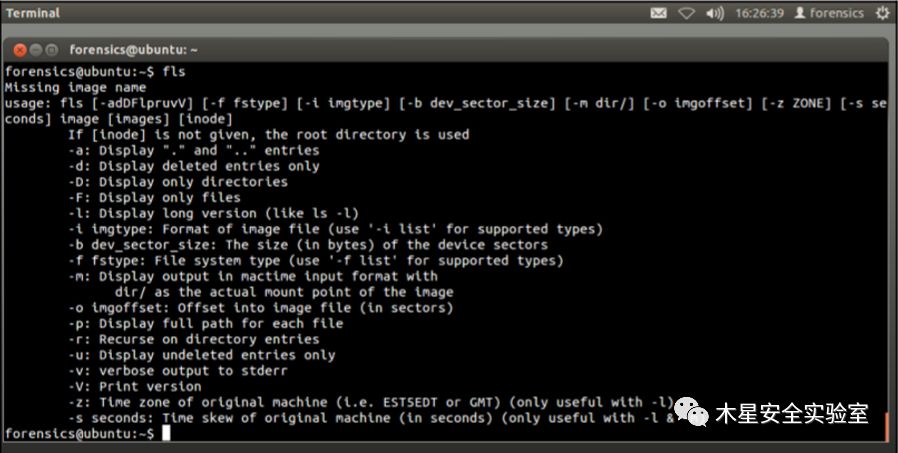 Terminal
16:26:39
forensics
forensics@ubuntu: ~
forensics@ubuntu:~$ fls
Missing image name
usage: fls [-adDFlpruvV] [-f fstype] [-i imgtype] [-b dev_sector_size] [-m dir/] [-o imgoffset] [-z ZONE] [-s se
conds] image [images] [inode]
If [inode] is not given, the root directory is used
-a: Display "." and ".." entries
-d: Display deleted entries only
-D: Display only directories
-F: Display only files
-l: Display long version (like ls -l)
-i imgtype: Format of image file (use '-i list' for supported types)
-b dev_sector_size: The size (in bytes) of the device sectors
-f fstype: File system type (use '-f list' for supported types)
-m: Display output in mactime input format with
dir/ as the actual mount point of the image
-o imgoffset: Offset into image file (in sectors)
-p: Display full path for each file
-r: Recurse on directory entries
-u: Display undeleted entries only
-v: verbose output to stderr
-V: Print version
-z: Time zone of original machine (i.e. EST5EDT or GMT) (only useful with -l)
-s seconds: Time skew of original machine (in seconds) (only useful with -l &
木星安全实验室
forensics@ubuntu:~$